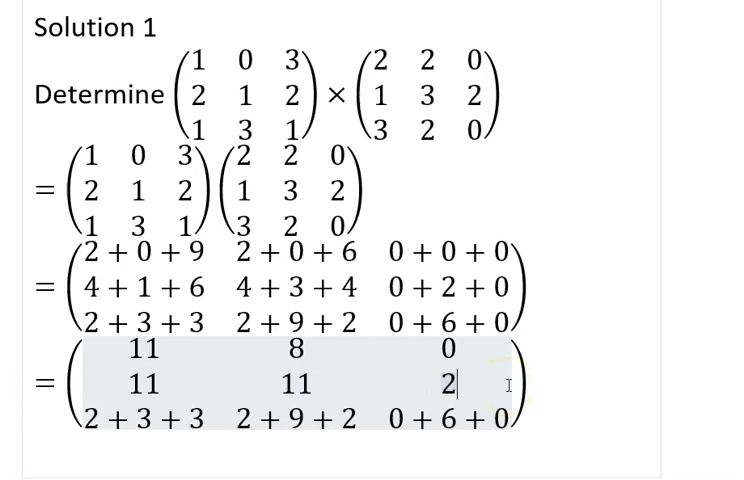 Solution 1
1 0 3 2 2 0
Determine 2 1 2 × 1 3 2
1 3 1 3 2 0
1 0 3 2 2 0
= 2 1 2 1 3 2
1 3 1 3 2 0
2 + 0 + 9 2 + 0 + 6 0 + 0 + 0
= 4 + 1 + 6 4 + 3 + 4 0 + 2 + 0
2 + 3 + 3 2 + 9 + 2 0 + 6 + 0
11 8 0
= 11 11 2
2 + 3 + 3 2 + 9 + 2 0 + 6 + 0